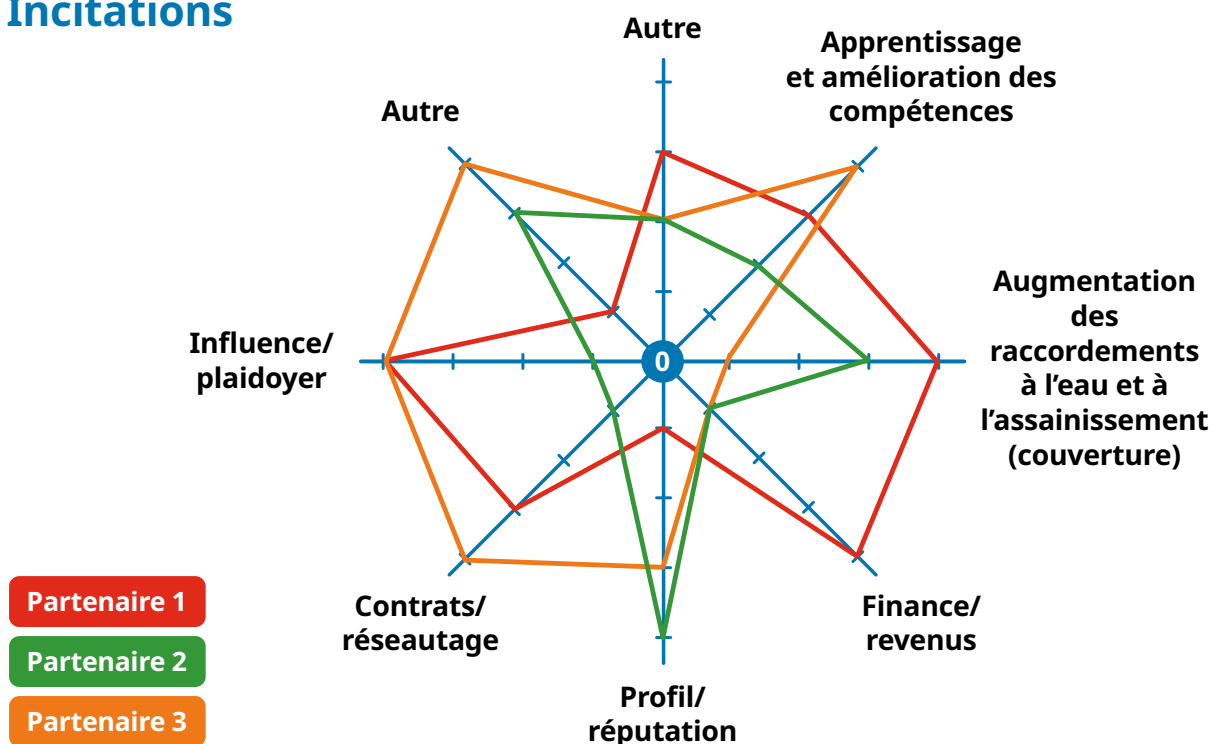 Incitations
Autre
Apprentissage
et amélioration des
compétences
Autre
Augmentation
des
raccordements
à l’eau et à
l’assainissement
(couverture)
Influence/
plaidoyer
0
Contrats/
réseautage
Finance/
revenus
Profil/
réputation
Partenaire 1
Partenaire 2
Partenaire 3